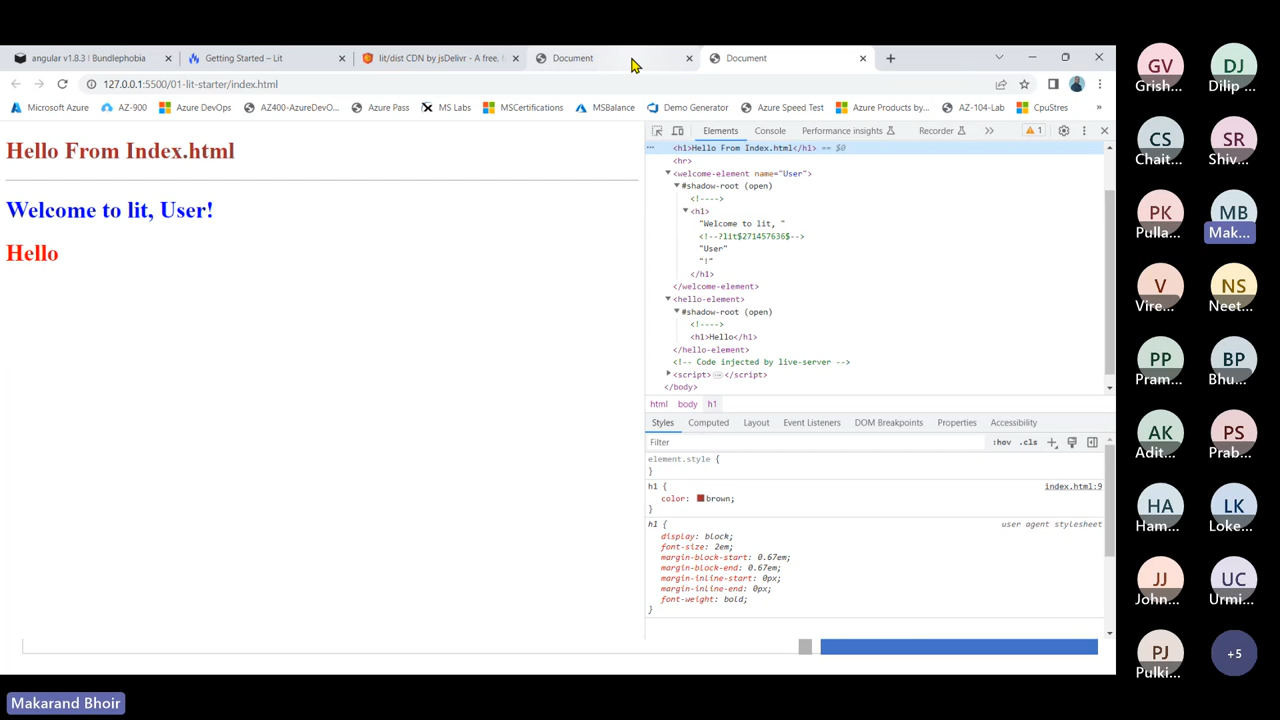 angular v1.8.3 | Bundlephobia
Getting Started – Lit
lit/dist CDN by jsDelivr - A free,
Document
Document
127.0.0.1:5500/01-lit-starter/index.html
Microsoft Azure
AZ-900
Azure DevOps
AZ400-AzureDevO...
Azure Pass
MS Labs
MSCertifications
MSBalance
Demo Generator
Azure Speed Test
Azure Products by...
AZ-104-Lab
CpuStres
»
Hello From Index.html
Welcome to lit, User!
Hello
Elements
Console
Performance insights
Recorder
»
1
... <h1>Hello From Index.html</h1> == $0
<hr>
<welcome-element name="User">
#shadow-root (open)
<!---->
<h1>
"Welcome to lit, "
<!--?lit$271457636$-->
"User"
"!"
</h1>
</welcome-element>
<hello-element>
#shadow-root (open)
<!---->
<h1>Hello</h1>
</hello-element>
<!-- Code injected by live-server -->
<script>...</script>
</body>
html body h1
Styles
Computed
Layout
Event Listeners
DOM Breakpoints
Properties
Accessibility
Filter
:hov .cls
element.style {
}
h1 {
index.html:9
color: brown;
}
h1 {
user agent stylesheet
display: block;
font-size: 2em;
margin-block-start: 0.67em;
margin-block-end: 0.67em;
margin-inline-start: 0px;
margin-inline-end: 0px;
font-weight: bold;
}
GV
Grish...
DJ
Dilip ...
CS
Chait...
SR
Shiv...
PK
Pulla...
MB
Mak...
V
Vire...
NS
Neet...
PP
Pram...
BP
Bhu...
AK
Adit...
PS
Prab...
HA
Ham...
LK
Loke...
JJ
John...
UC
Urmi...
PJ
Pulki...
+5
Makarand Bhoir